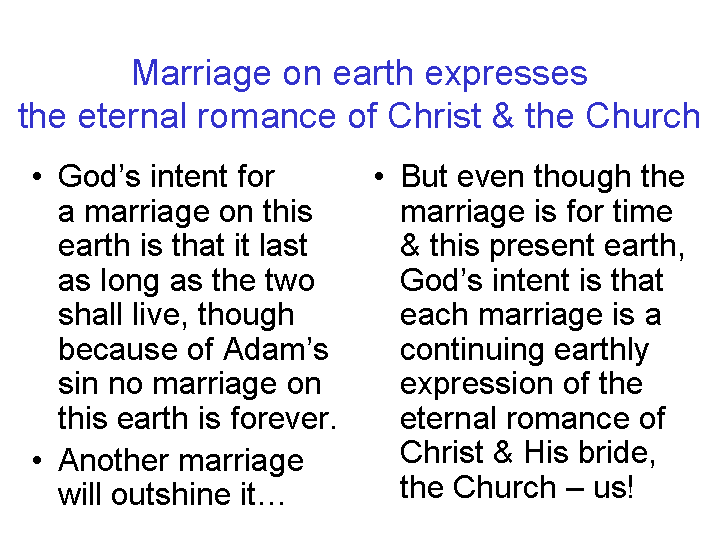 Marriage on earth expresses
the eternal romance of Christ & the Church
• God’s intent for
a marriage on this
earth is that it last
as long as the two
shall live, though
because of Adam’s
sin no marriage on
this earth is forever.
• Another marriage
will outshine it…
• But even though the
marriage is for time
& this present earth,
God’s intent is that
each marriage is a
continuing earthly
expression of the
eternal romance of
Christ & His bride,
the Church – us!